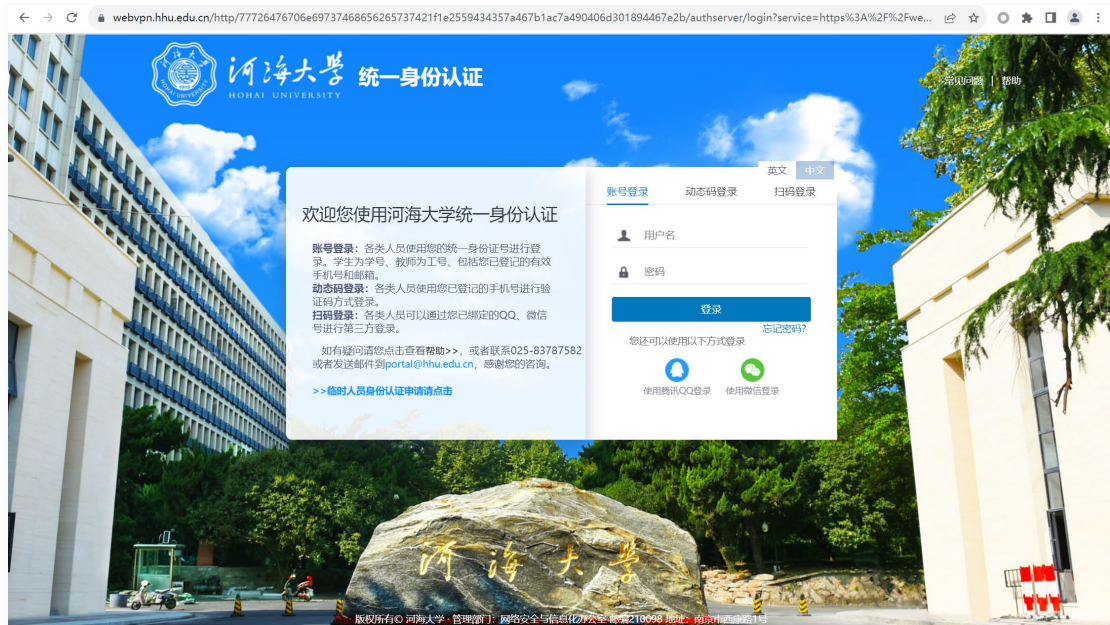 webvpn.hhu.edu.cn/http/77726476706e69737468656265737421f1e2559434357a467b1ac7a490406d301894467e2b/authserver/login?service=https%3A%2F%2Fwe...
河海大学 统一身份认证
HOHAI UNIVERSITY
常见问题 | 帮助
英文 中文
账号登录 动态码登录 扫码登录
欢迎您使用河海大学统一身份认证
账号登录：各类人员使用您的统一身份证号进行登
录。学生为学号、教师为工号、包括您已登记的有效
手机号和邮箱。
动态码登录：各类人员使用您已登记的手机号进行验
证码方式登录。
扫码登录：各类人员可以通过您已绑定的QQ、微信
号进行第三方登录。
如有疑问请您点击查看帮助>>，或者联系025-83787582
或者发送邮件到portal@hhu.edu.cn，感谢您的咨询。
>>临时人员身份认证申请请点击
用户名
密码
登录
忘记密码?
您还可以使用以下方式登录
使用腾讯QQ登录 使用微信登录
河海大学
版权所有© 河海大学 · 管理部门：网络安全与信息化办公室 邮编210098 地址：南京市西康路1号